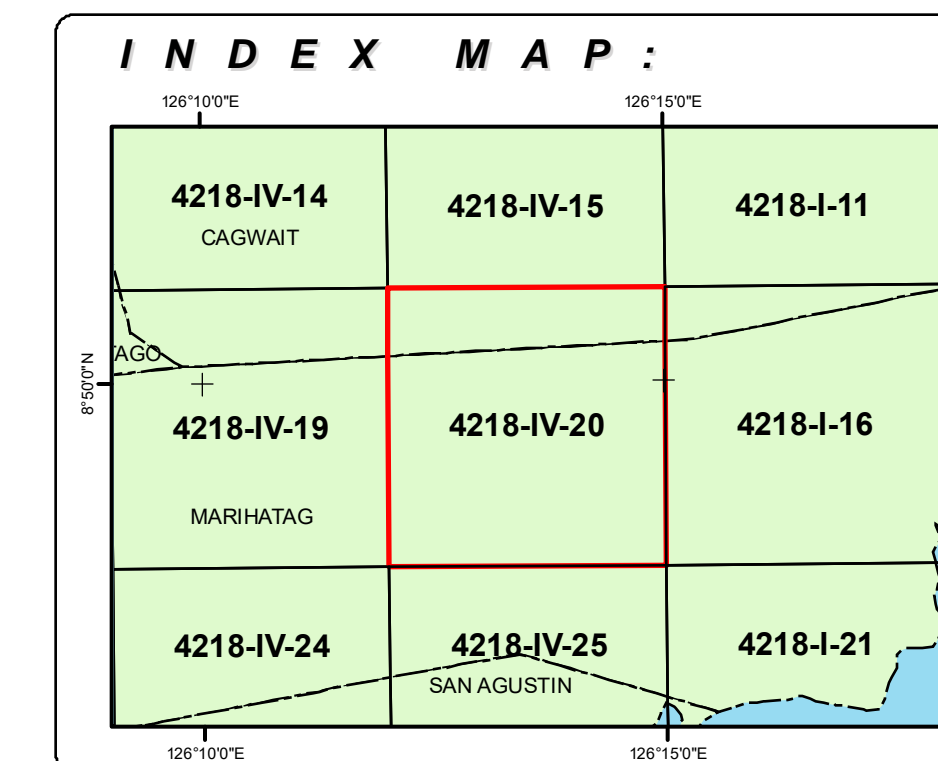 INDEX MAP:
126°10'0"E
126°15'0"E
4218-IV-14
4218-IV-15
4218-I-11
CAGWAIT
TAGO
8°50'0"N
4218-IV-19
4218-IV-20
4218-I-16
MARIHATAG
4218-IV-24
4218-IV-25
4218-I-21
SAN AGUSTIN
126°10'0"E
126°15'0"E